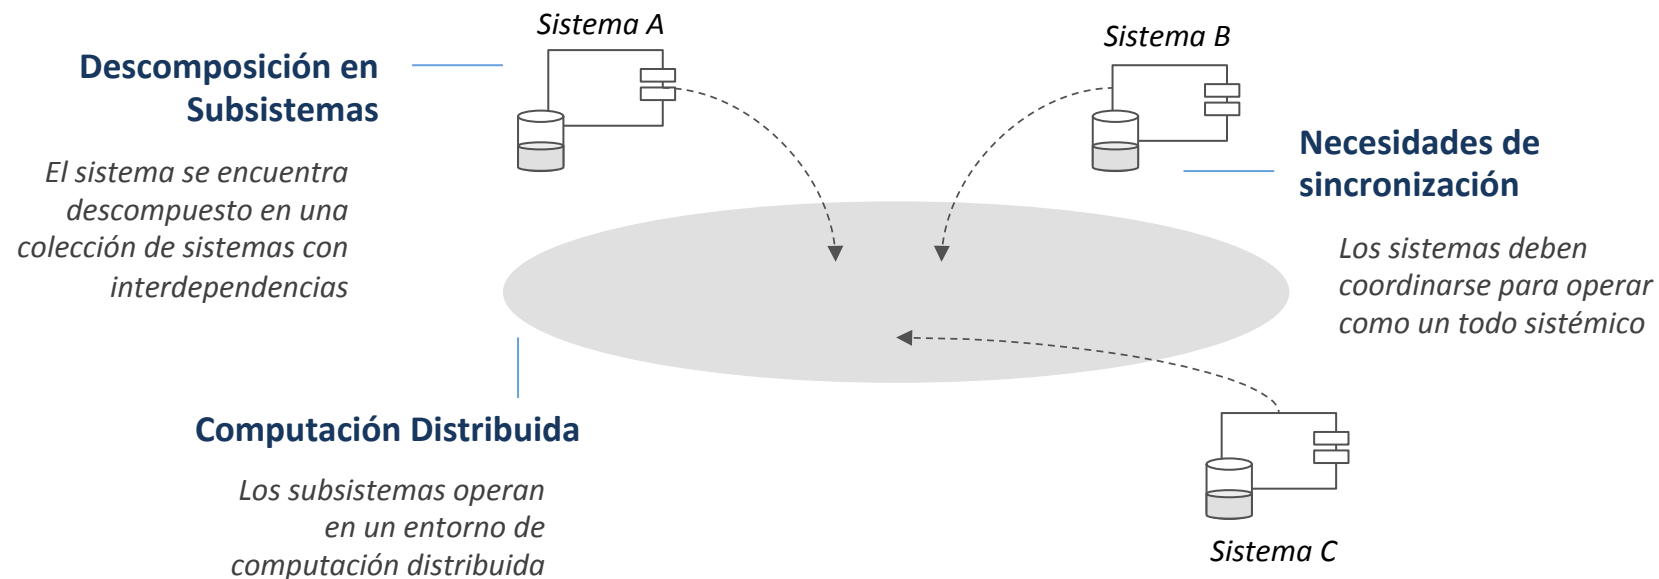 Sistema A
Sistema B
Descomposición en
Subsistemas
El sistema se encuentra
descompuesto en una
colección de sistemas con
interdependencias
Necesidades de
sincronización
Los sistemas deben
coordinarse para operar
como un todo sistémico
Computación Distribuida
Los subsistemas operan
en un entorno de
computación distribuida
Sistema C